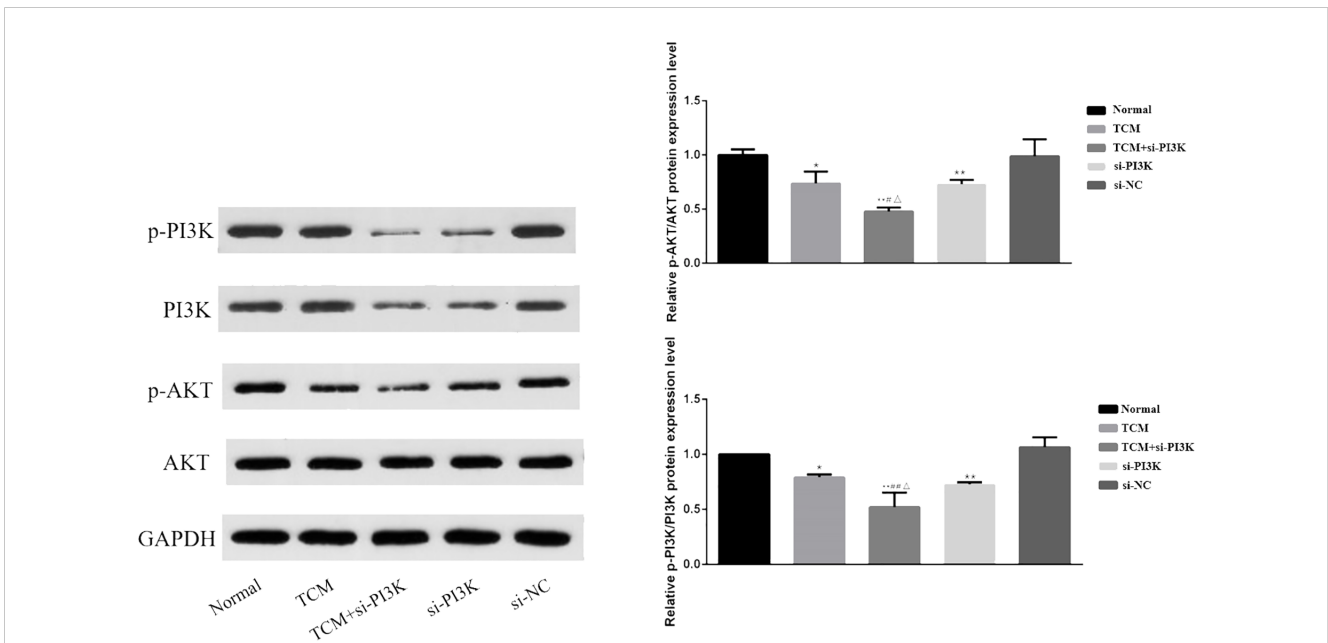 p-PI3K
PI3K
p-AKT
AKT
GAPDH
Normal
TCM
TCM+si-PI3K
si-PI3K
si-NC
Relative p-AKT/AKT protein expression level
1.5
1.0
0.5
0.0
*
**#△
**
Normal
TCM
TCM+si-PI3K
si-PI3K
si-NC
Relative p-PI3K/PI3K protein expression level
1.5
1.0
0.5
0.0
*
**##△
**
Normal
TCM
TCM+si-PI3K
si-PI3K
si-NC